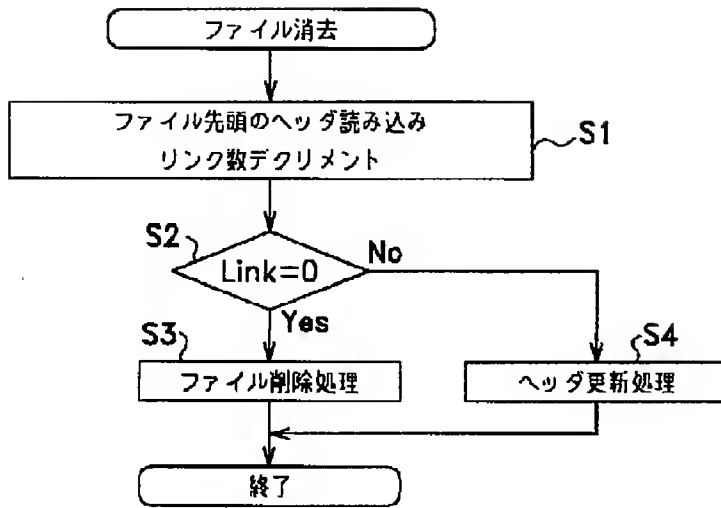 ファイル消去
ファイル先頭のヘッダ読み込み
リンク数デクリメント
S1
S2
Link=0
No
Yes
S3
ファイル削除処理
S4
ヘッダ更新処理
終了